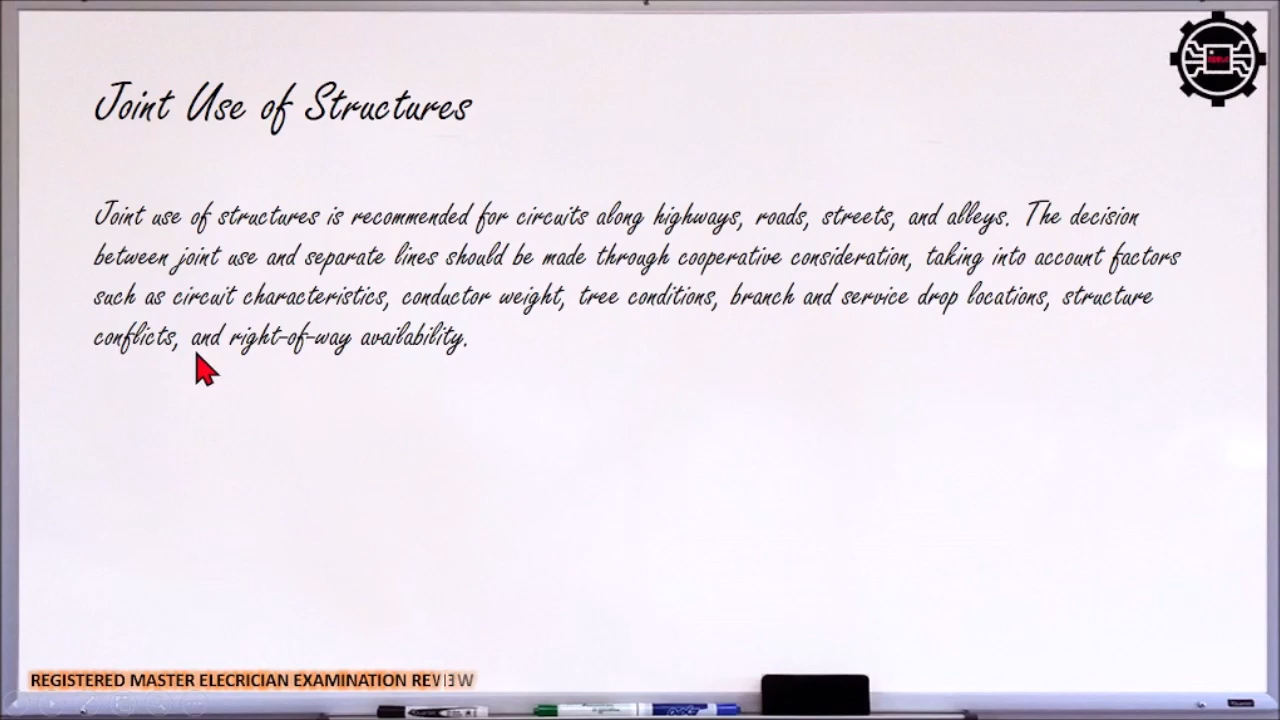 Joint Use of Structures
Joint use of structures is recommended for circuits along highways, roads, streets, and alleys. The decision
between joint use and separate lines should be made through cooperative consideration, taking into account factors
such as circuit characteristics, conductor weight, tree conditions, branch and service drop locations, structure
conflicts, and right-of-way availability.
REGISTERED MASTER ELECRICIAN EXAMINATION REVIEW